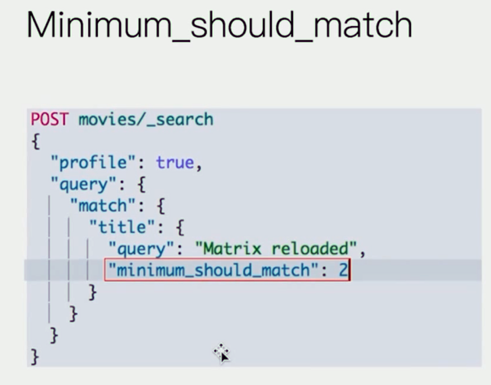 Minimum_should_match
POST movies/_search
{
"profile": true,
"query": {
"match": {
"title": {
"query": "Matrix reloaded",
"minimum_should_match": 2
}
}
}
}